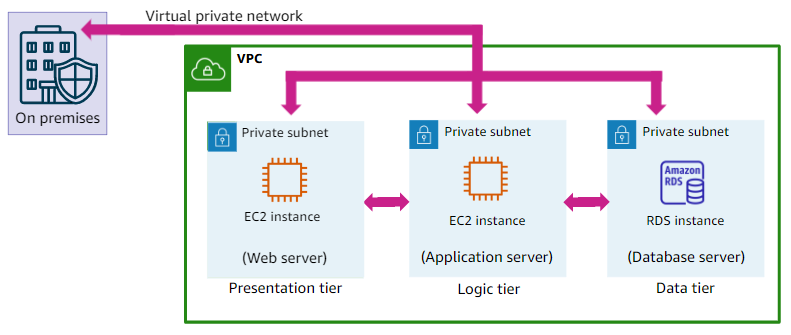 Virtual private network
VPC
On premises
Private subnet
EC2 instance
(Web server)
Presentation tier
Private subnet
EC2 instance
(Application server)
Logic tier
Private subnet
Amazon
RDS
RDS instance
(Database server)
Data tier